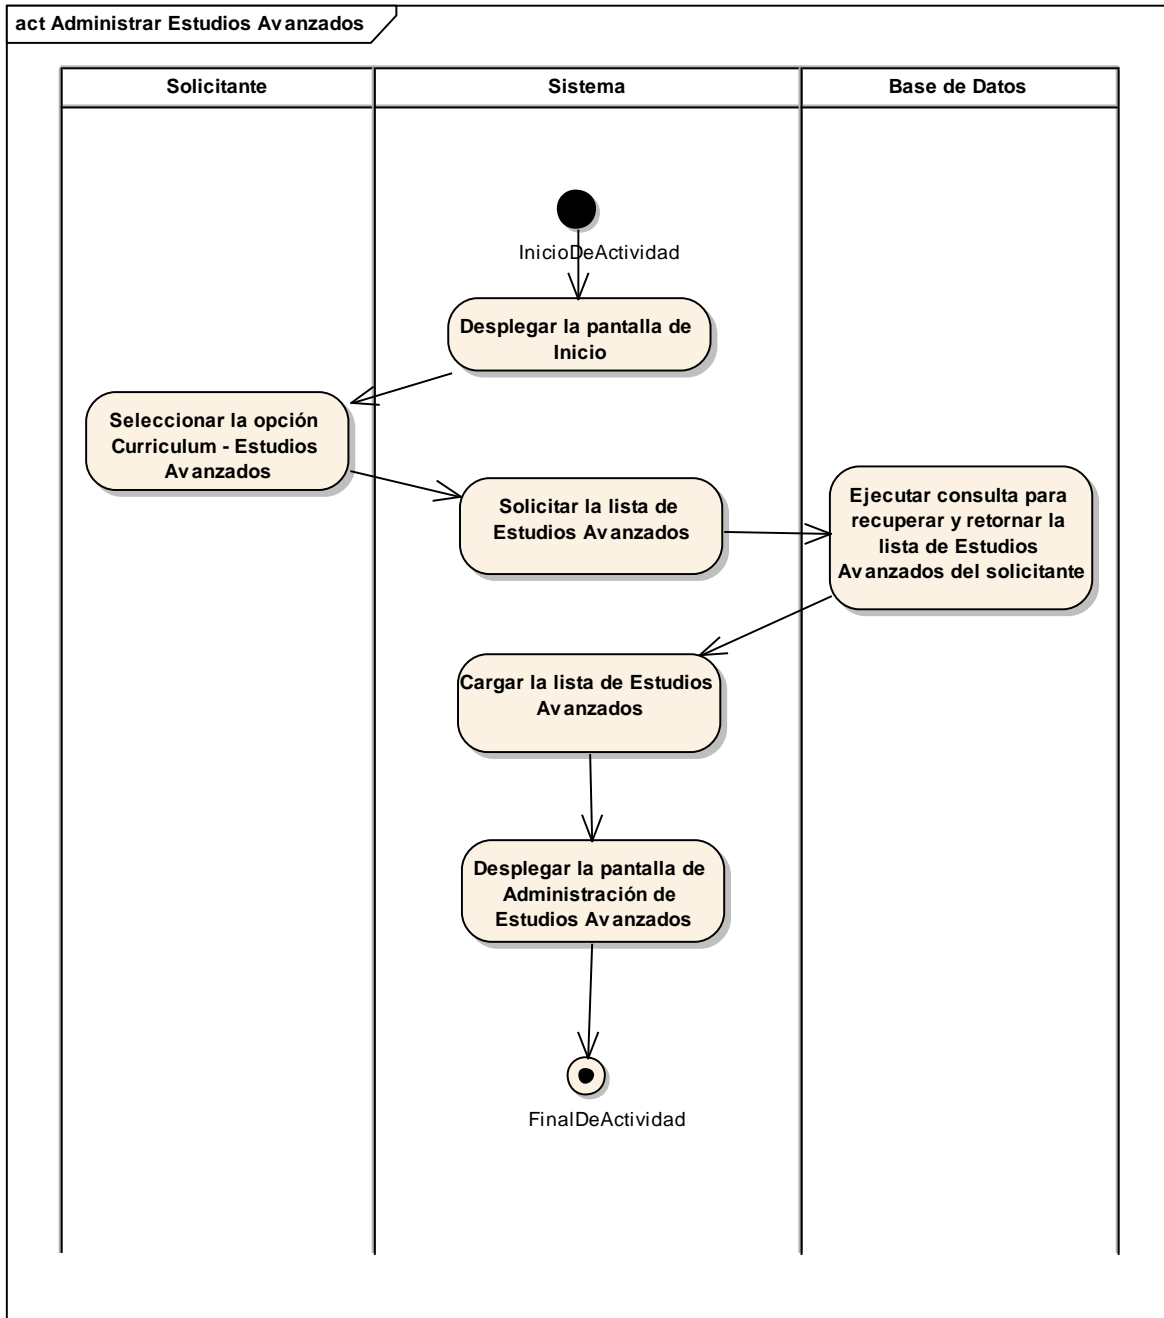 act Administrar Estudios Avanzados
Solicitante
Sistema
Base de Datos
InicioDeActividad
Desplegar la pantalla de
Inicio
Seleccionar la opción
Curriculum - Estudios
Avanzados
Solicitar la lista de
Estudios Avanzados
Ejecutar consulta para
recuperar y retornar la
lista de Estudios
Avanzados del solicitante
Cargar la lista de Estudios
Avanzados
Desplegar la pantalla de
Administración de
Estudios Avanzados
FinalDeActividad